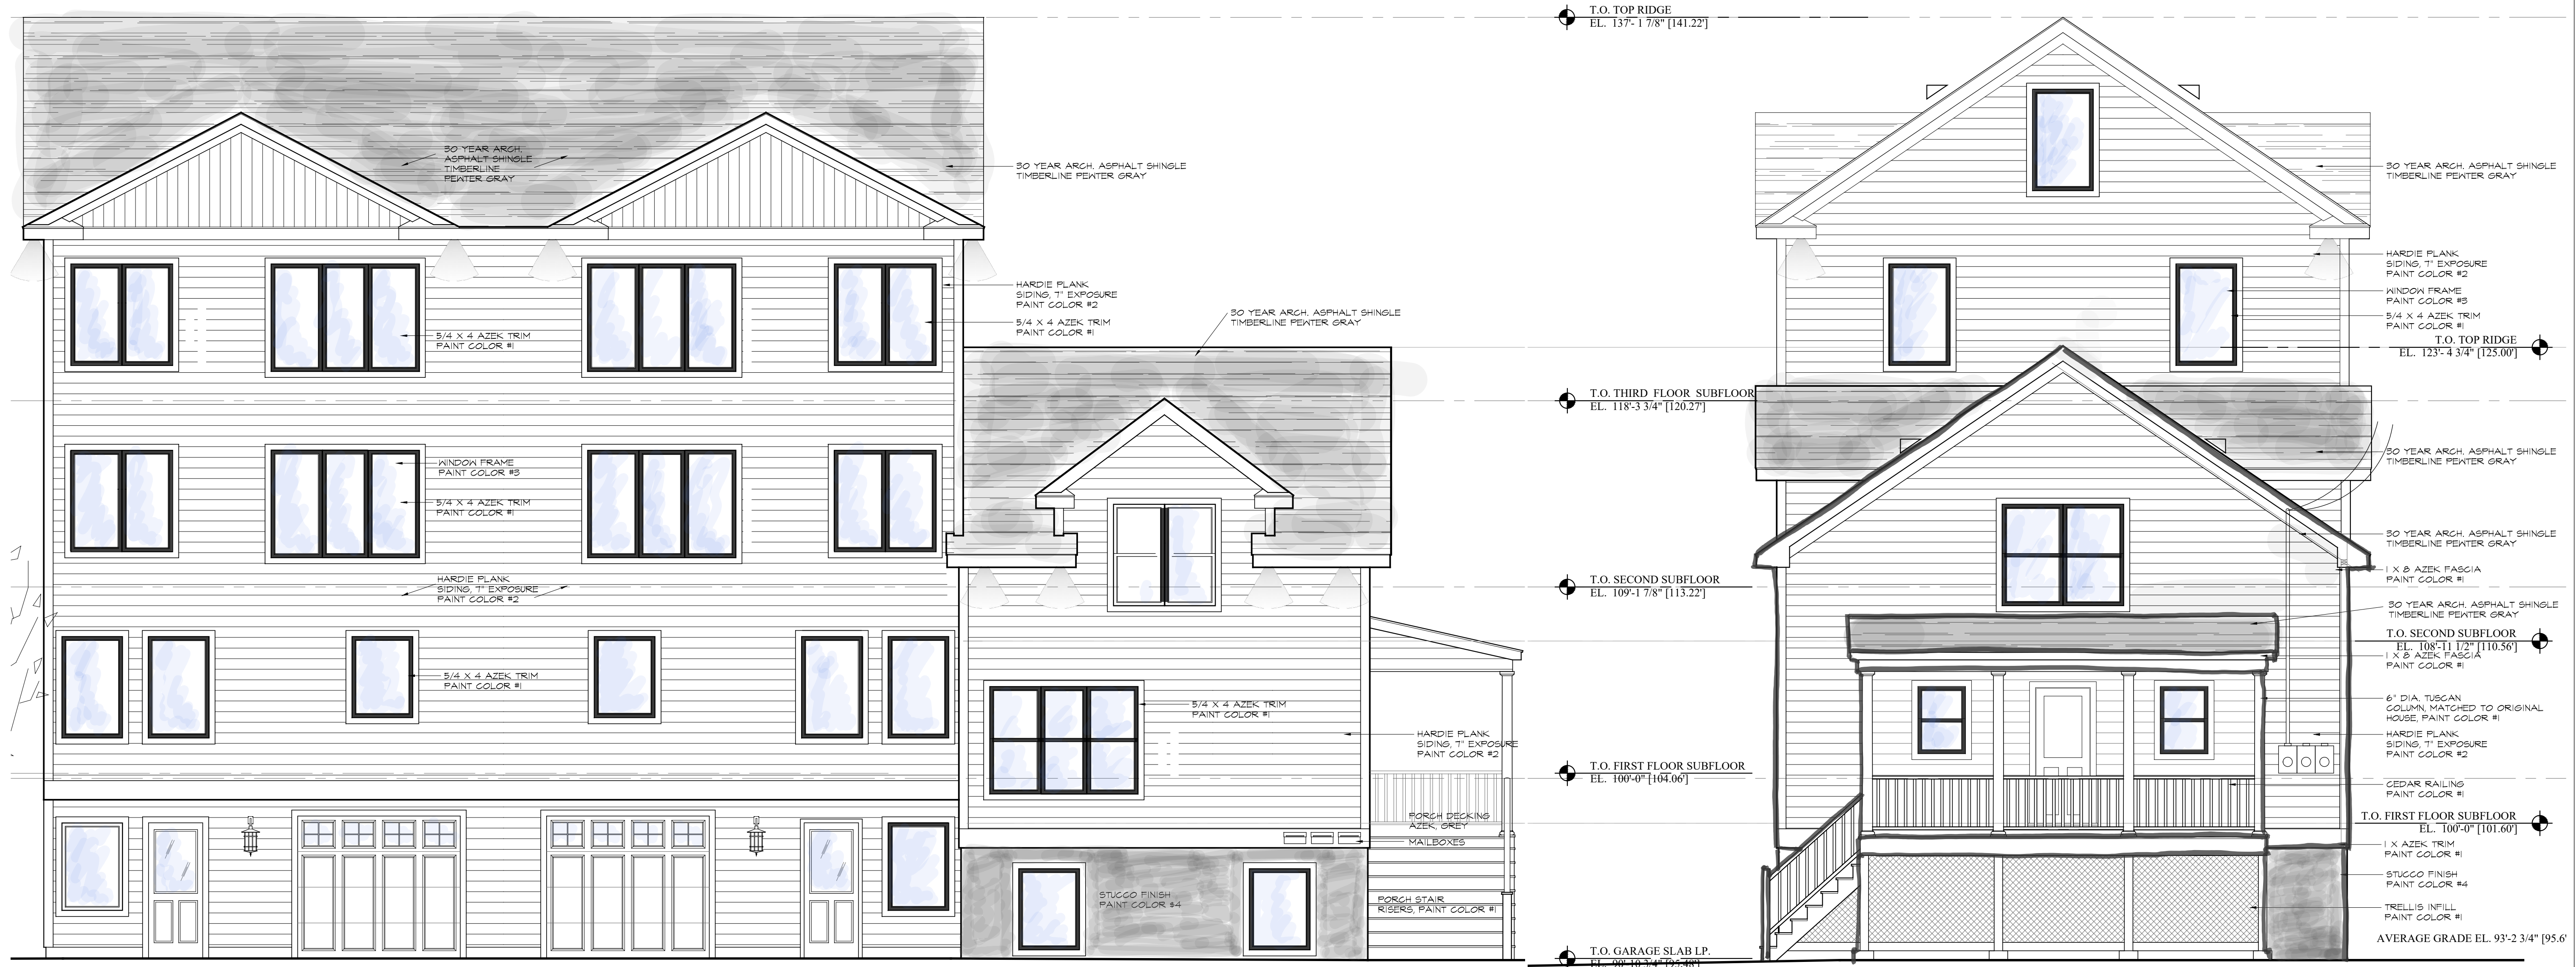 T.O. TOP RIDGE
EL. 137'- 1 7/8" [141.22']
30 YEAR ARCH.
ASPHALT SHINGLE
TIMBERLINE
PEWTER GRAY
30 YEAR ARCH. ASPHALT SHINGLE
TIMBERLINE PEWTER GRAY
HARDIE PLANK
SIDING, 7" EXPOSURE
PAINT COLOR #2
5/4 X 4 AZEK TRIM
PAINT COLOR #1
5/4 X 4 AZEK TRIM
PAINT COLOR #1
30 YEAR ARCH. ASPHALT SHINGLE
TIMBERLINE PEWTER GRAY
WINDOW FRAME
PAINT COLOR #3
5/4 X 4 AZEK TRIM
PAINT COLOR #1
HARDIE PLANK
SIDING, 7" EXPOSURE
PAINT COLOR #2
5/4 X 4 AZEK TRIM
PAINT COLOR #1
5/4 X 4 AZEK TRIM
PAINT COLOR #1
HARDIE PLANK
SIDING, 7" EXPOSURE
PAINT COLOR #2
PORCH DECKING
AZEK, GREY
MAILBOXES
STUCCO FINISH
PAINT COLOR #4
PORCH STAIR
RISERS, PAINT COLOR #1
T.O. THIRD FLOOR SUBFLOOR
EL. 118'-3 3/4" [120.27']
T.O. SECOND SUBFLOOR
EL. 109'-1 7/8" [113.22']
T.O. FIRST FLOOR SUBFLOOR
EL. 100'-0" [104.06']
T.O. GARAGE SLAB LP.
EL. 90'-10 3/4" [95.48']
30 YEAR ARCH. ASPHALT SHINGLE
TIMBERLINE PEWTER GRAY
HARDIE PLANK
SIDING, 7" EXPOSURE
PAINT COLOR #2
WINDOW FRAME
PAINT COLOR #3
5/4 X 4 AZEK TRIM
PAINT COLOR #1
T.O. TOP RIDGE
EL. 123'- 4 3/4" [125.00']
30 YEAR ARCH. ASPHALT SHINGLE
TIMBERLINE PEWTER GRAY
30 YEAR ARCH. ASPHALT SHINGLE
TIMBERLINE PEWTER GRAY
1 X 8 AZEK FASCIA
PAINT COLOR #1
30 YEAR ARCH. ASPHALT SHINGLE
TIMBERLINE PEWTER GRAY
T.O. SECOND SUBFLOOR
EL. 108'-11 1/2" [110.56']
1 X 8 AZEK FASCIA
PAINT COLOR #1
6" DIA. TUSCAN
COLUMN, MATCHED TO ORIGINAL
HOUSE, PAINT COLOR #1
HARDIE PLANK
SIDING, 7" EXPOSURE
PAINT COLOR #2
CEDAR RAILING
PAINT COLOR #1
T.O. FIRST FLOOR SUBFLOOR
EL. 100'-0" [101.60']
1 X AZEK TRIM
PAINT COLOR #1
STUCCO FINISH
PAINT COLOR #4
TRELLIS INFILL
PAINT COLOR #1
AVERAGE GRADE EL. 93'-2 3/4" [95.6'